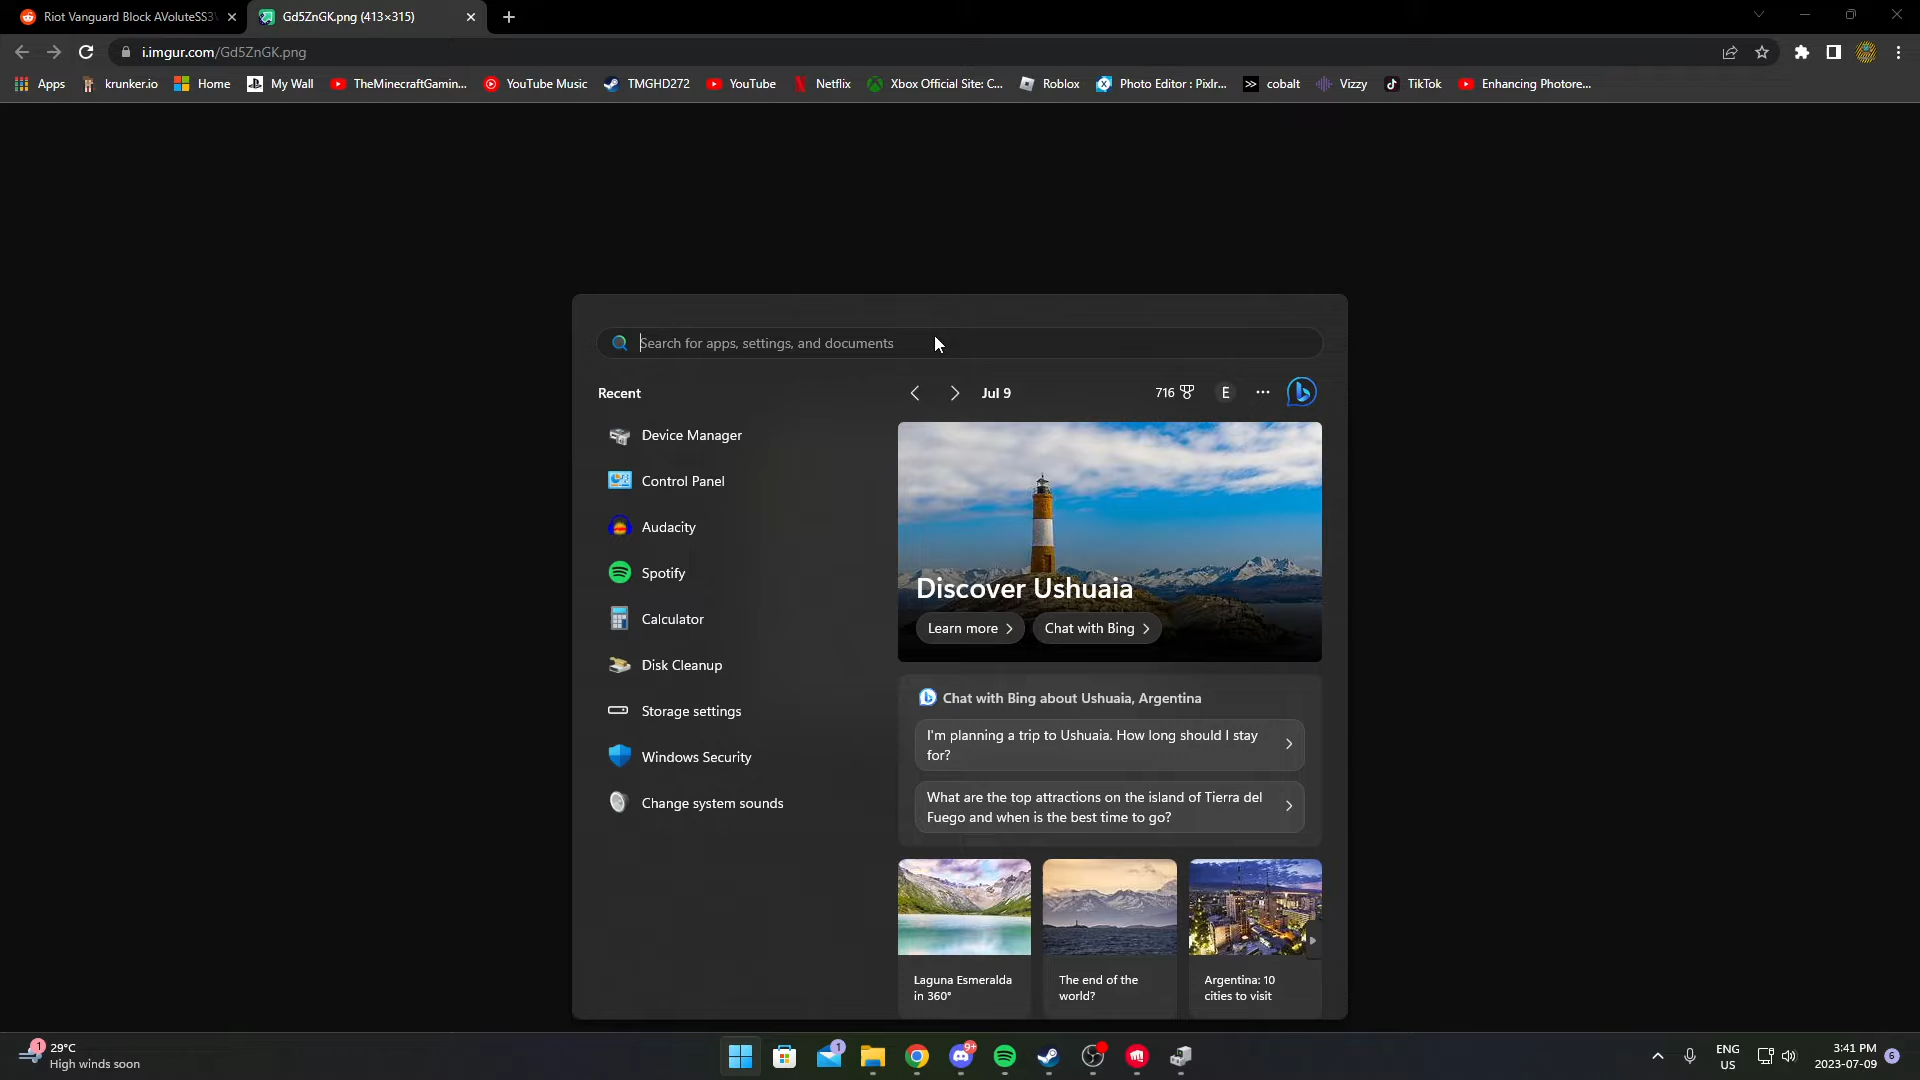 Riot Vanguard Block AVoluteSS3V
Gd5ZnGK.png (413×315)
i.imgur.com/Gd5ZnGK.png
Apps
krunker.io
Home
My Wall
TheMinecraftGamin...
YouTube Music
TMGHD272
YouTube
Netflix
Xbox Official Site: C...
Roblox
Photo Editor : Pixlr...
cobalt
Vizzy
TikTok
Enhancing Photore...
Search for apps, settings, and documents
Recent
Jul 9
716
E
Device Manager
Control Panel
Audacity
Spotify
Calculator
Disk Cleanup
Storage settings
Windows Security
Change system sounds
Discover Ushuaia
Learn more
Chat with Bing
Chat with Bing about Ushuaia, Argentina
I'm planning a trip to Ushuaia. How long should I stay
for?
What are the top attractions on the island of Tierra del
Fuego and when is the best time to go?
Laguna Esmeralda
in 360°
The end of the
world?
Argentina: 10
cities to visit
1
29°C
High winds soon
1
9+
ENG
US
3:41 PM
2023-07-09
6